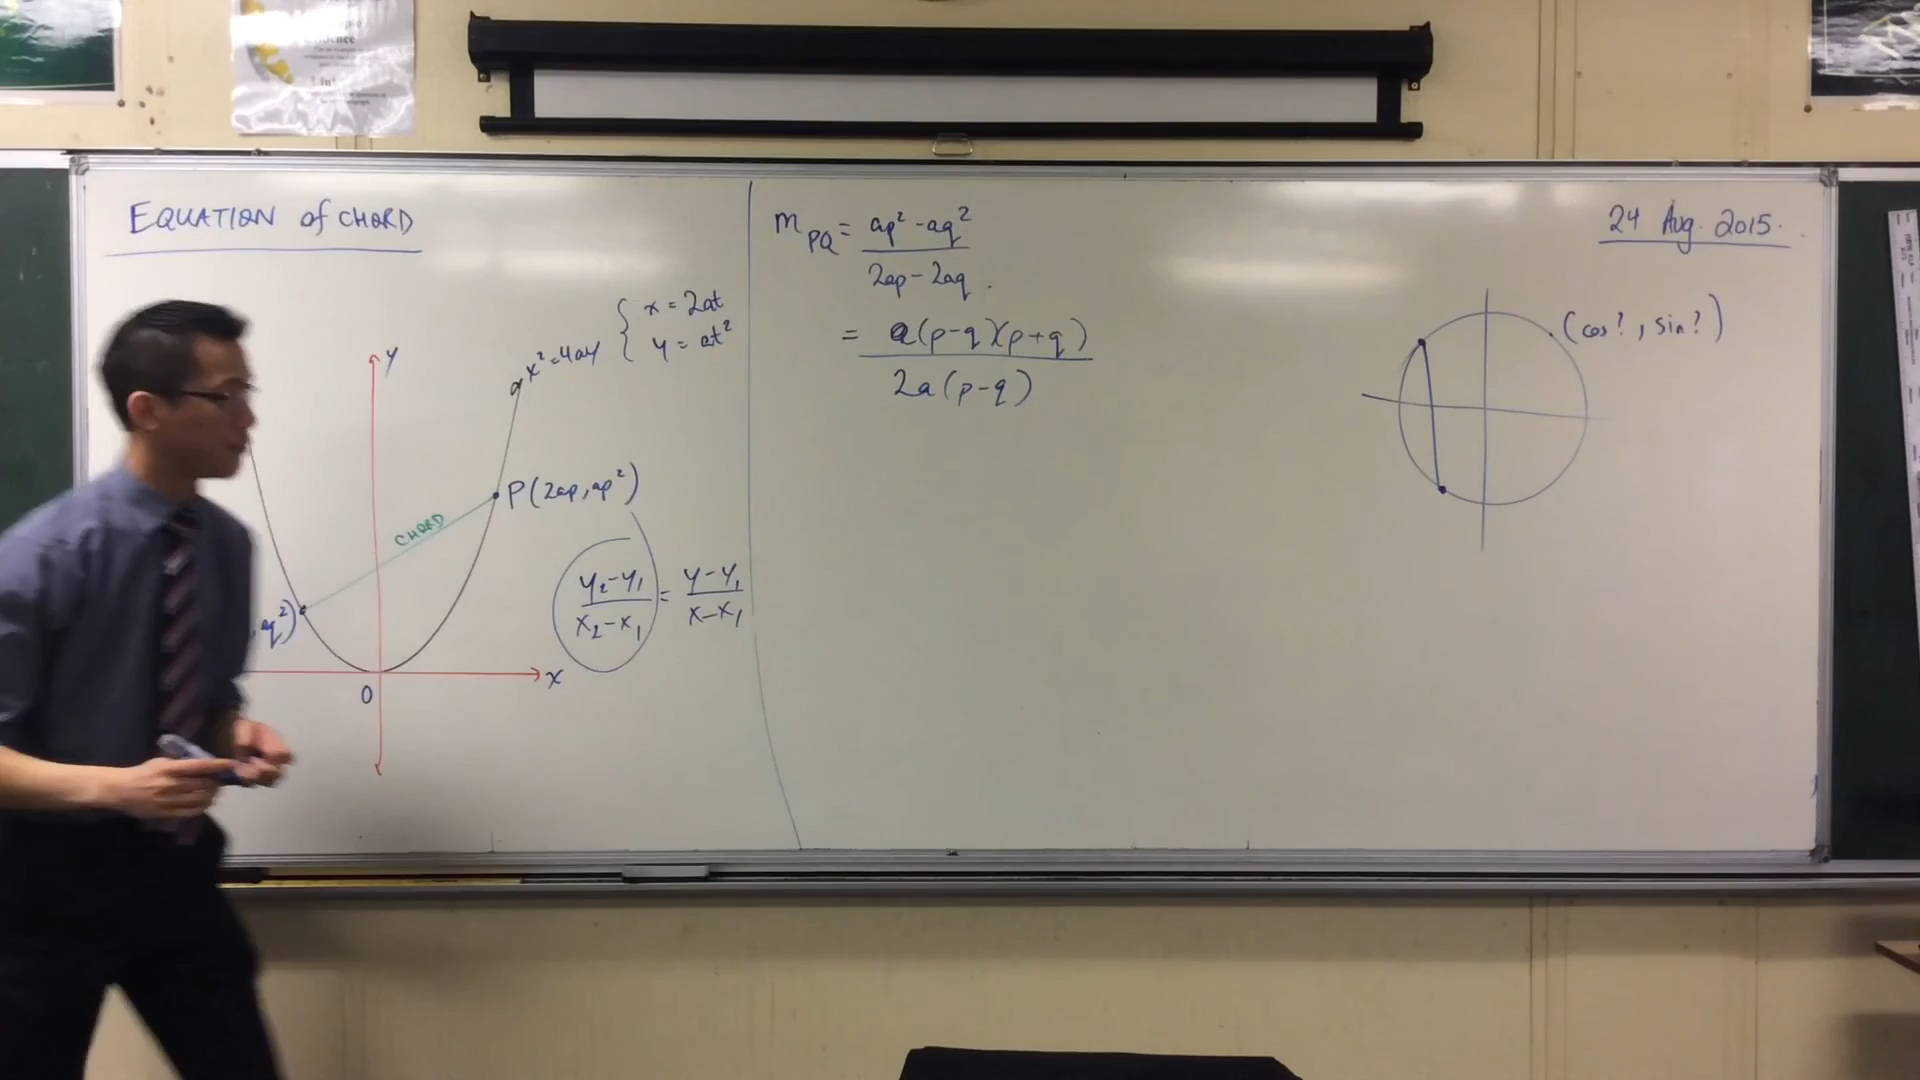 EQUATION of CHORD
x = 2at
y = at²
x² = 4ay
y
P(2ap, ap²)
CHORD
, aq²)
y₂-y₁ / x₂-x₁ = y-y₁ / x-x₁
x
0
m_PQ = ap² - aq² / 2ap - 2aq.
= a(p-q)(p+q) / 2a(p-q)
24 Aug. 2015.
(cos?, sin?)